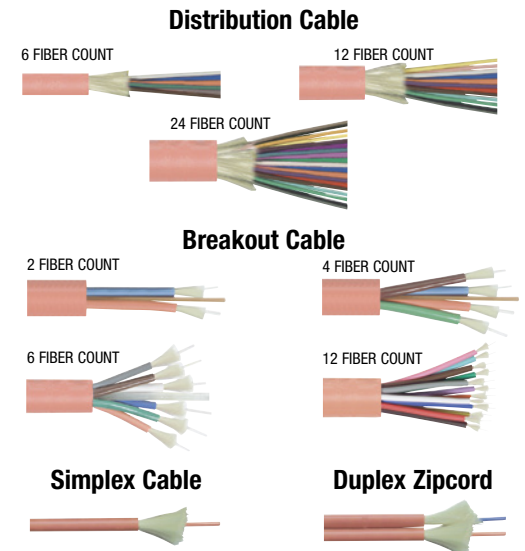 Distribution Cable
6 FIBER COUNT
12 FIBER COUNT
24 FIBER COUNT
Breakout Cable
2 FIBER COUNT
4 FIBER COUNT
6 FIBER COUNT
12 FIBER COUNT
Simplex Cable
Duplex Zipcord